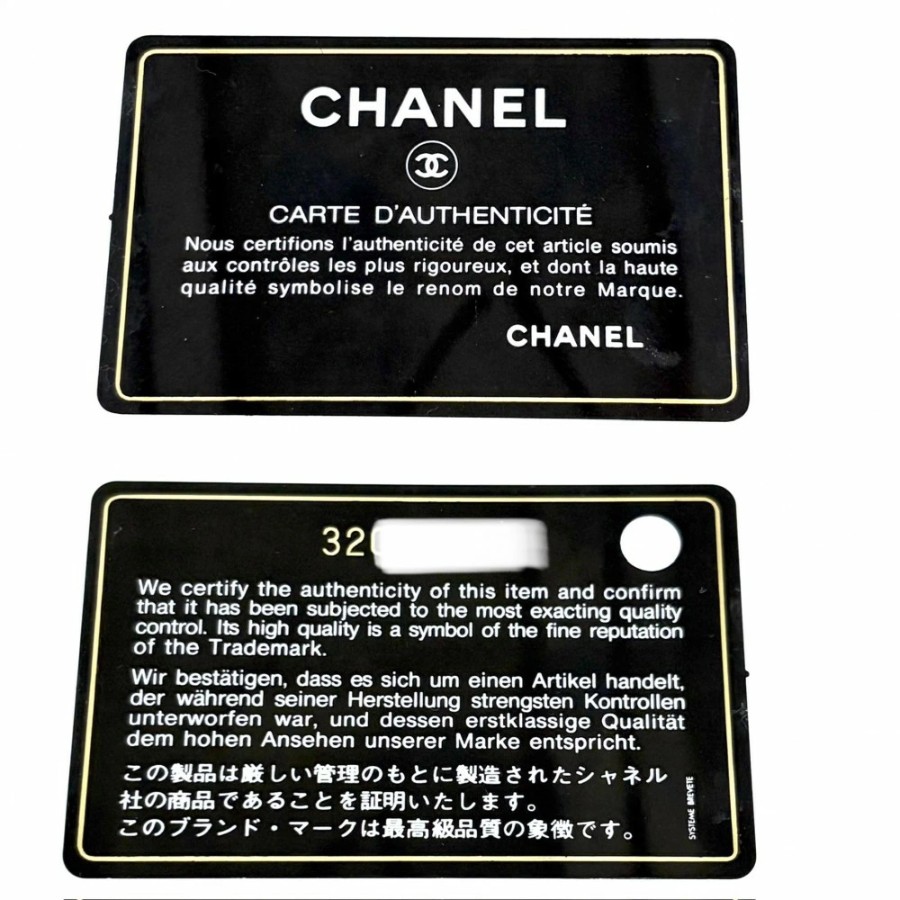 CHANEL
CARTE D'AUTHENTICITÉ
Nous certifions l'authenticité de cet article soumis
aux contrôles les plus rigoureux, et dont la haute
qualité symbolise le renom de notre Marque.
CHANEL
320
We certify the authenticity of this item and confirm
that it has been subjected to the most exacting quality
control. Its high quality is a symbol of the fine reputation
of the Trademark.
Wir bestätigen, dass es sich um einen Artikel handelt,
der während seiner Herstellung strengsten Kontrollen
unterworfen war, und dessen erstklassige Qualität
dem hohen Ansehen unserer Marke entspricht.
この製品は厳しい管理のもとに製造されたシャネル
社の商品であることを証明いたします。
このブランド・マークは最高級品質の象徴です。
SYSTEME BREVETE